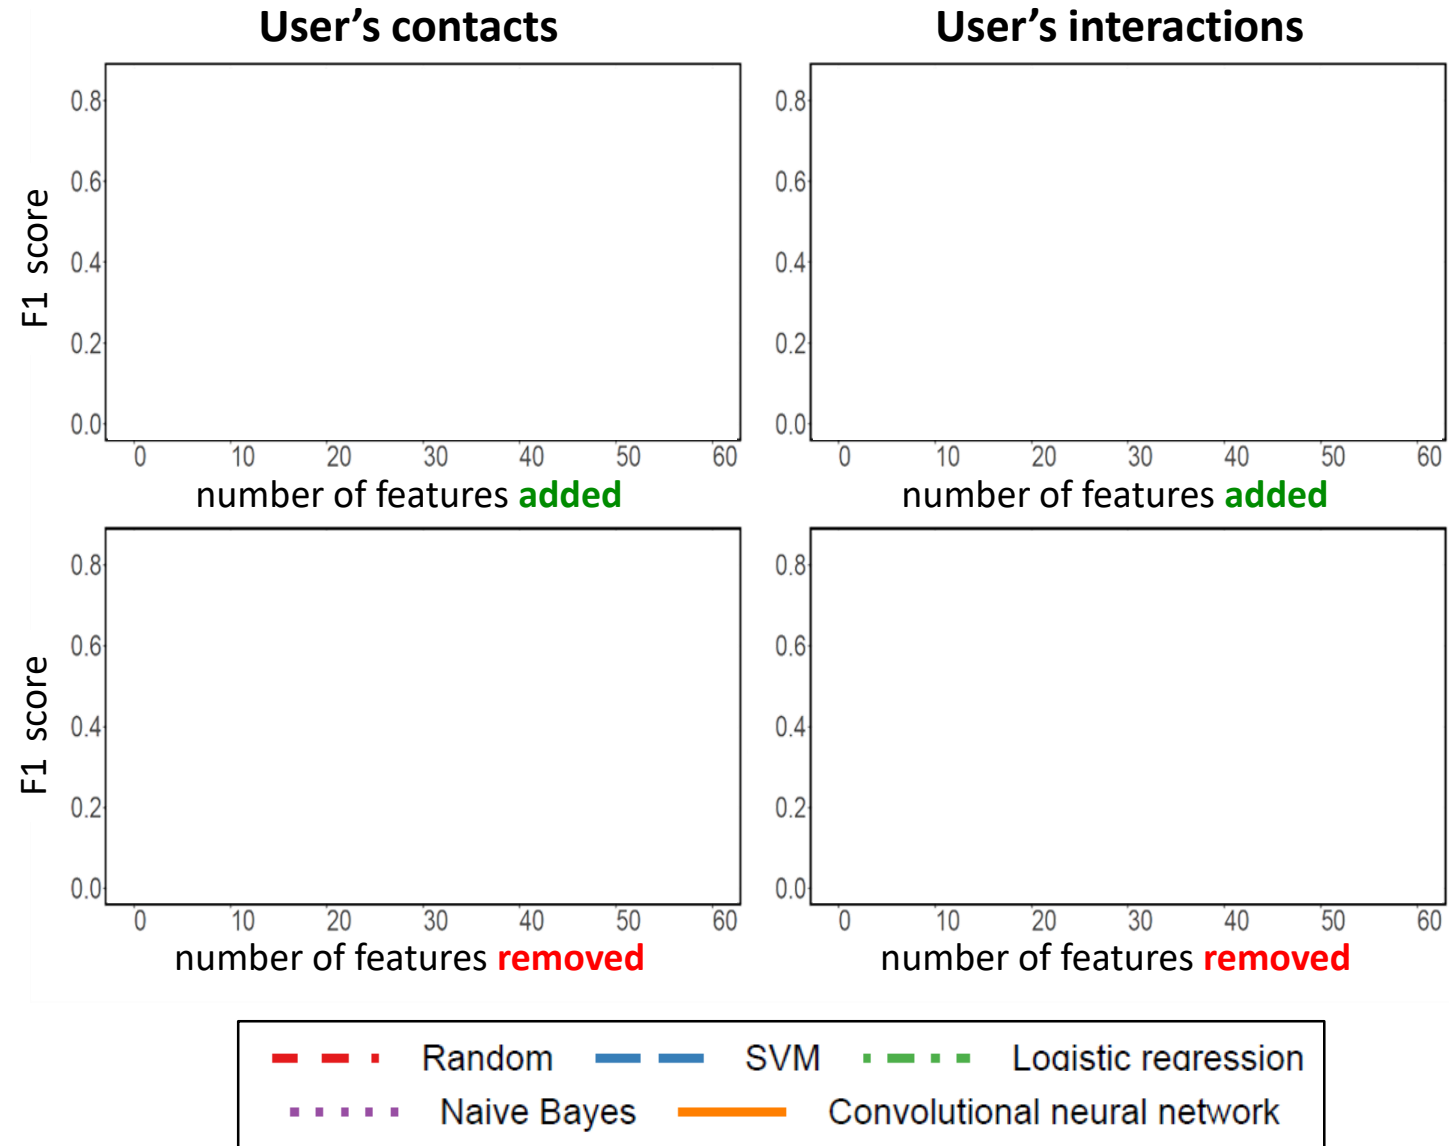 User’s contacts
User’s interactions
F1 score
0.8
0.6
0.4
0.2
0.0
0 10 20 30 40 50 60
number of features added
0.8
0.6
0.4
0.2
0.0
0 10 20 30 40 50 60
number of features added
F1 score
0.8
0.6
0.4
0.2
0.0
0 10 20 30 40 50 60
number of features removed
0.8
0.6
0.4
0.2
0.0
0 10 20 30 40 50 60
number of features removed
Random SVM Logistic regression
Naive Bayes Convolutional neural network